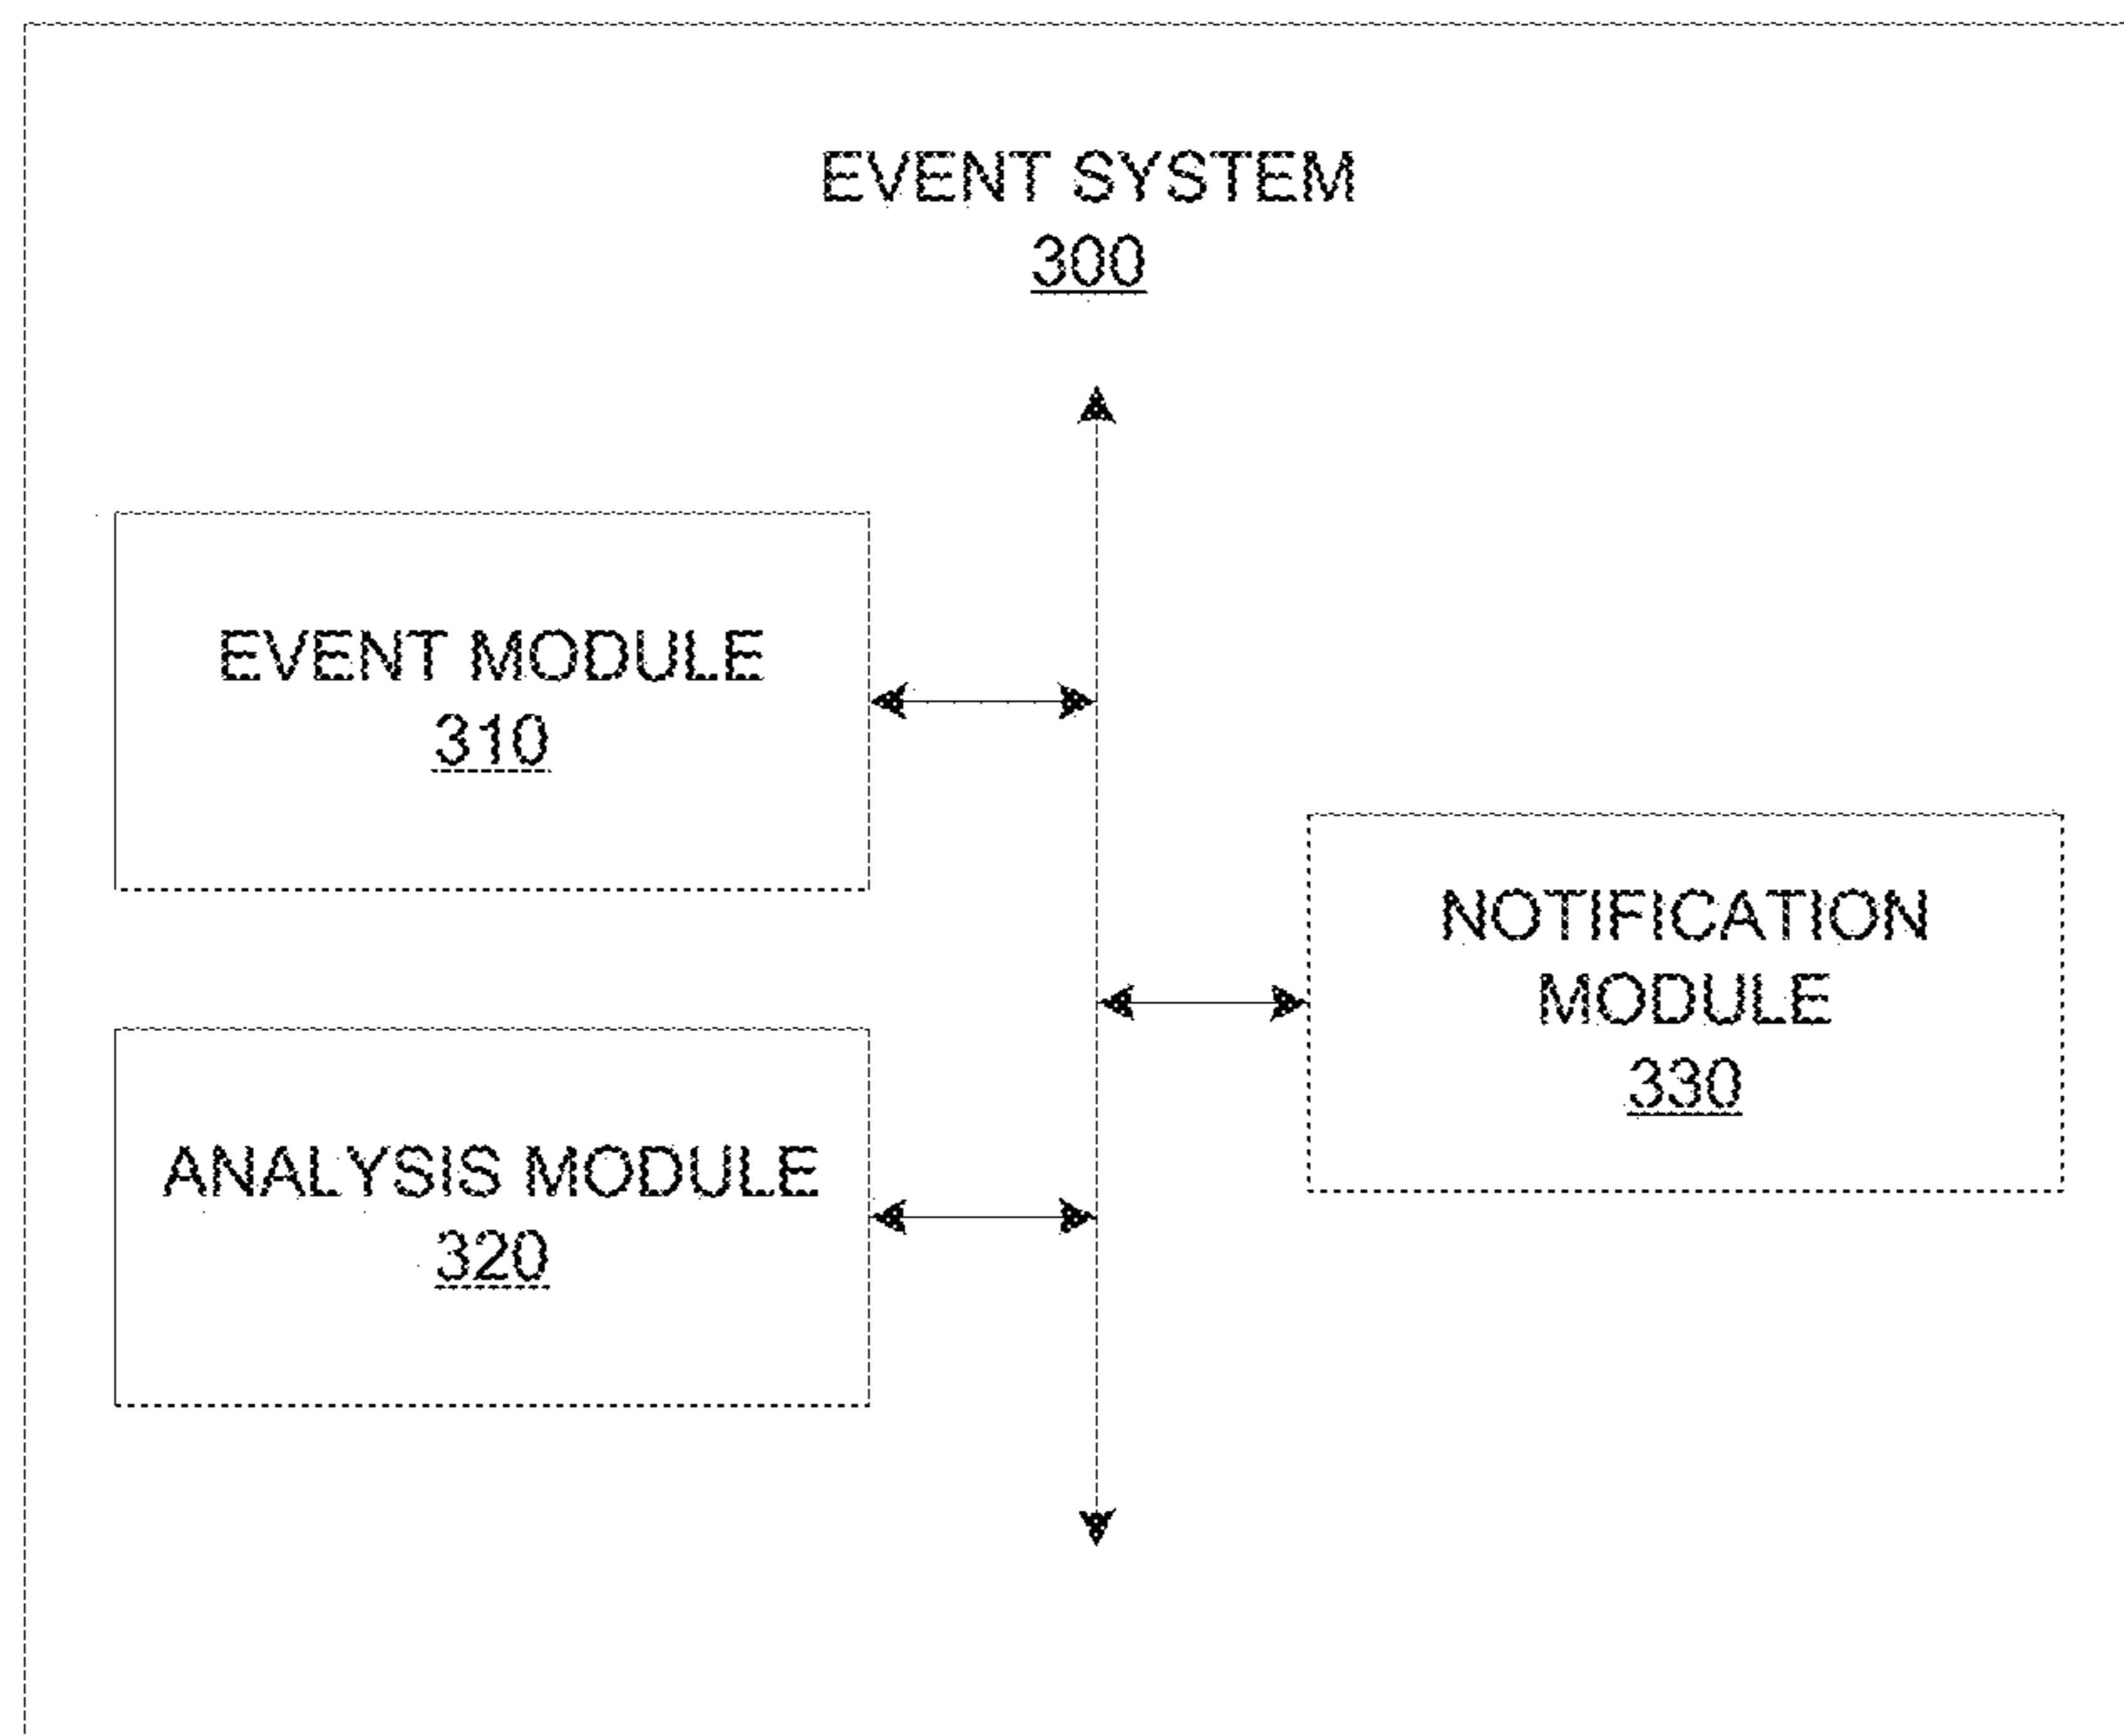 EVENT SYSTEM
300
EVENT MODULE
310
NOTIFICATION
MODULE
330
ANALYSIS MODULE
320